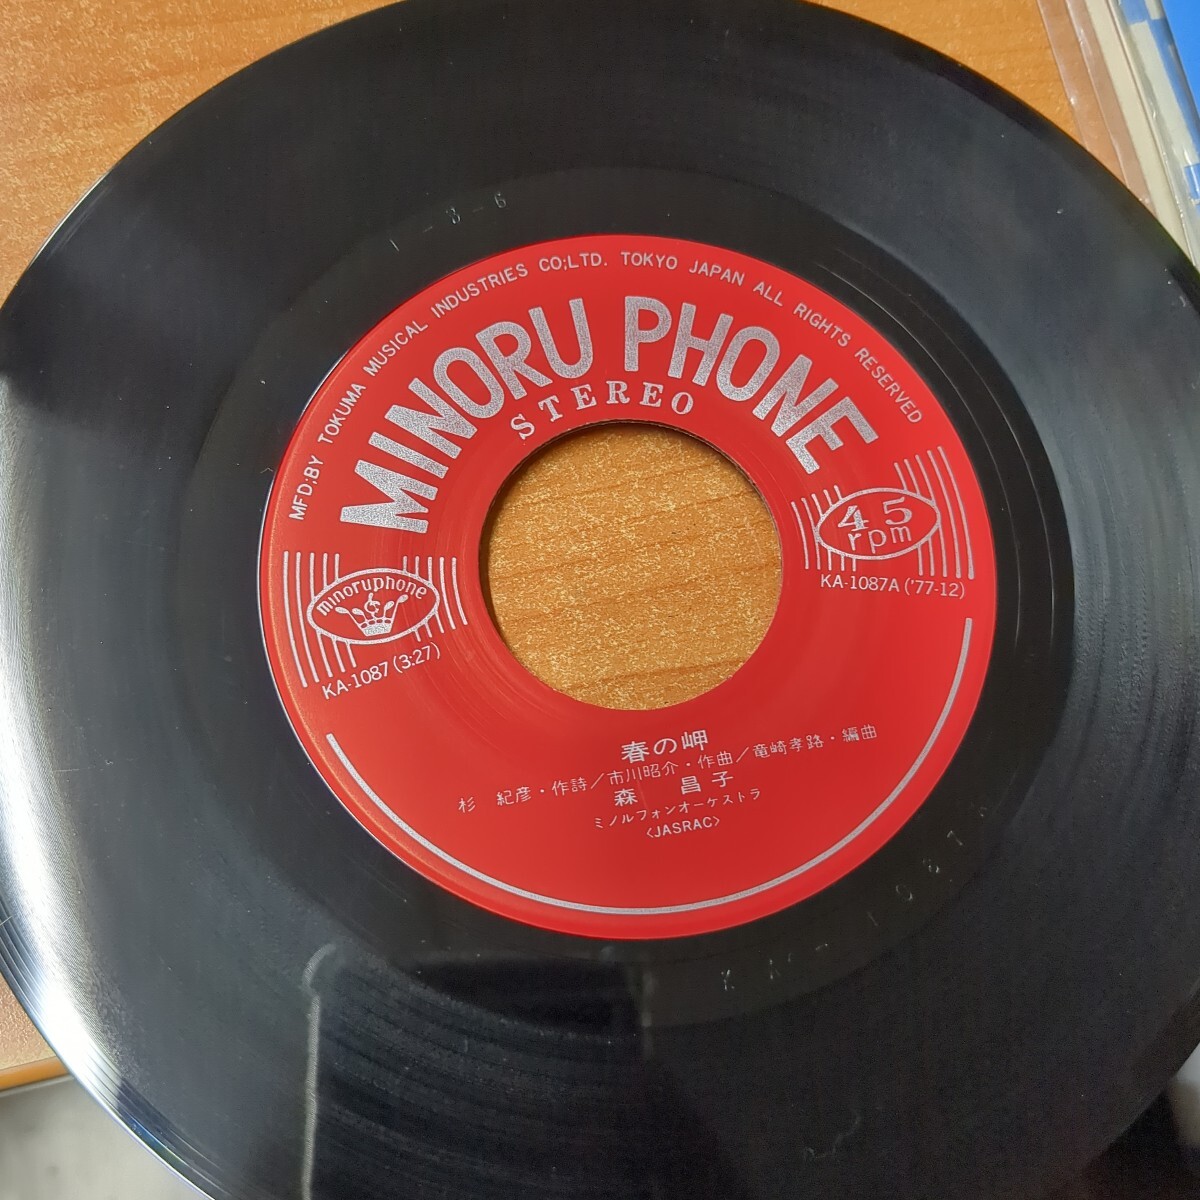 1-3-6
MFD;BY TOKUMA MUSICAL INDUSTRIES CO;LTD. TOKYO JAPAN ALL RIGHTS RESERVED
MINORU PHONE
STEREO
45
rpm
KA-1087A ('77-12)
minoruphone
KA-1087 (3:27)
春の岬
杉 紀彦・作詩／市川昭介・作曲／竜崎孝路・編曲
森 昌子
ミノルフォンオーケストラ
〈JASRAC〉